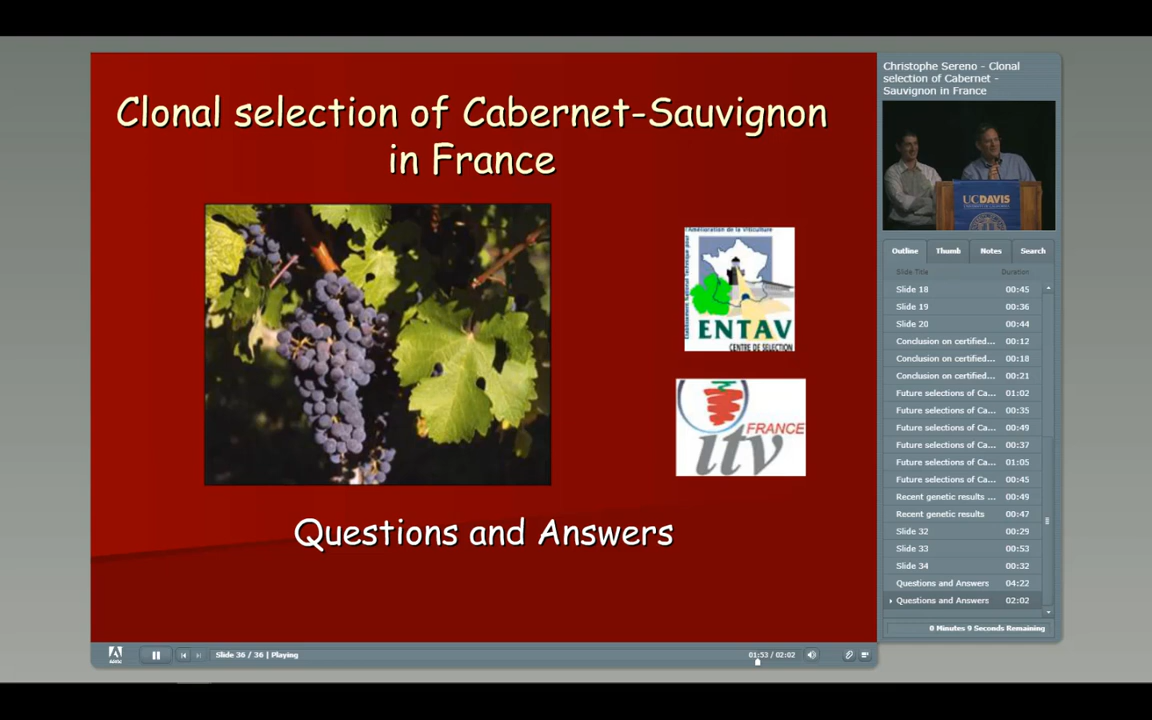 Clonal selection of Cabernet-Sauvignon
in France
l'Amélioration de la Viticulture
ENTAV
CENTRE DE SELECTION
FRANCE
itv
Questions and Answers
Christophe Sereno - Clonal
selection of Cabernet -
Sauvignon in France
UCDAVIS
Outline Thumb Notes Search
Slide Title Duration
Slide 18 00:45
Slide 19 00:36
Slide 20 00:44
Conclusion on certified... 00:12
Conclusion on certified... 00:18
Conclusion on certified... 00:21
Future selections of Ca... 01:02
Future selections of Ca... 00:35
Future selections of Ca... 00:49
Future selections of Ca... 00:37
Future selections of Ca... 01:05
Future selections of Ca... 00:45
Recent genetic results ... 00:49
Recent genetic results 00:47
Slide 32 00:29
Slide 33 00:53
Slide 34 00:32
Questions and Answers 04:22
Questions and Answers 02:02
0 Minutes 9 Seconds Remaining
Slide 36 / 36 | Playing
01:53 / 02:02